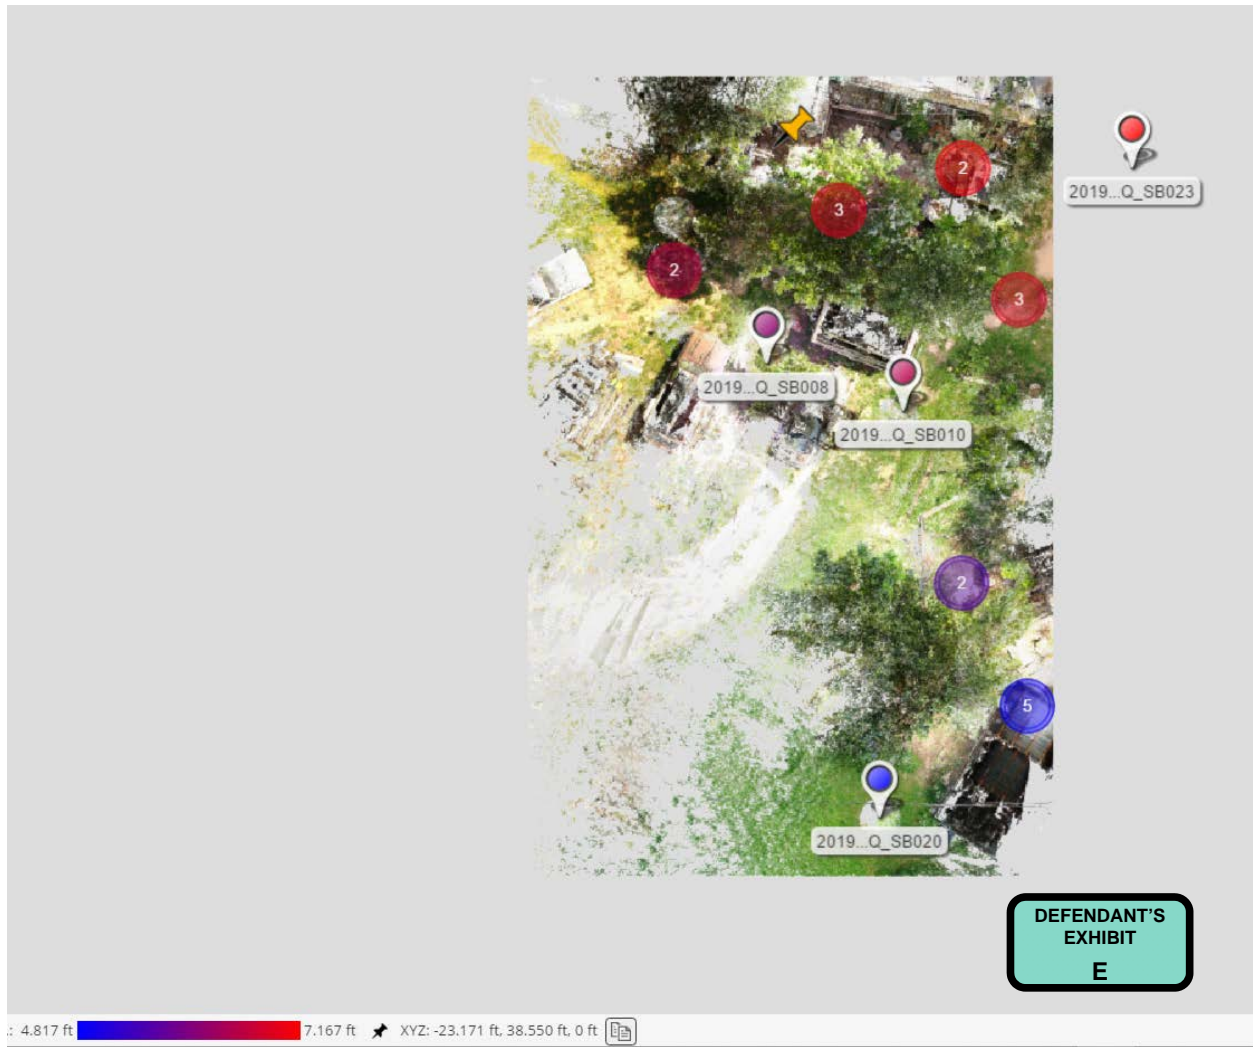 2
2019...Q_SB023
3
2
3
2019...Q_SB008
2019...Q_SB010
2
5
2019...Q_SB020
DEFENDANT'S
EXHIBIT
E
.: 4.817 ft 7.167 ft XYZ: -23.171 ft, 38.550 ft, 0 ft